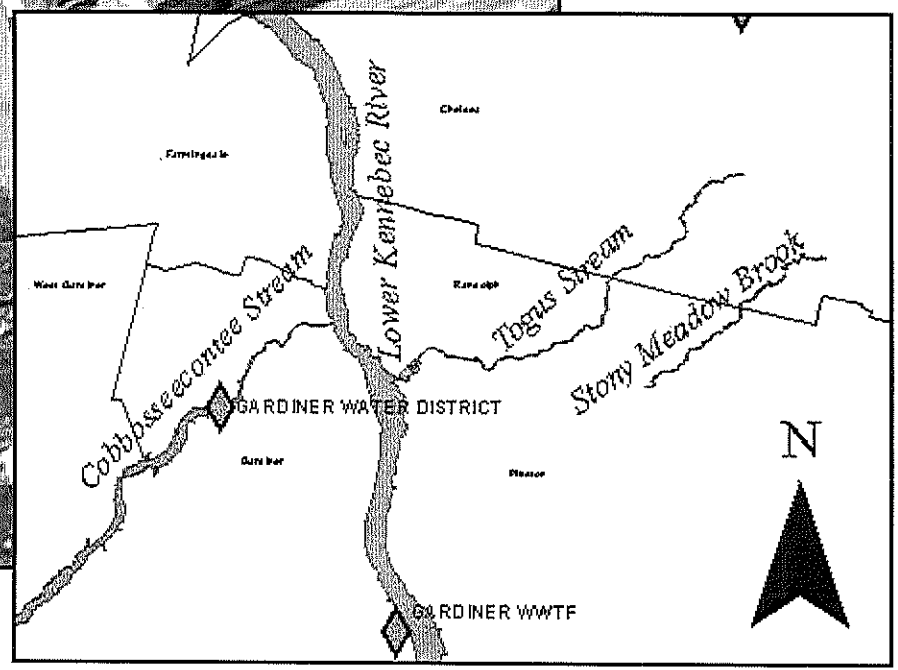 Chelsea
Farmingdale
Lower Kennebec River
West Gardiner
Randolph
Togus Stream
Stony Meadow Brook
Cobbosseecontee Stream
GARDINER WATER DISTRICT
Gardiner
Pittston
N
GARDINER WWTF